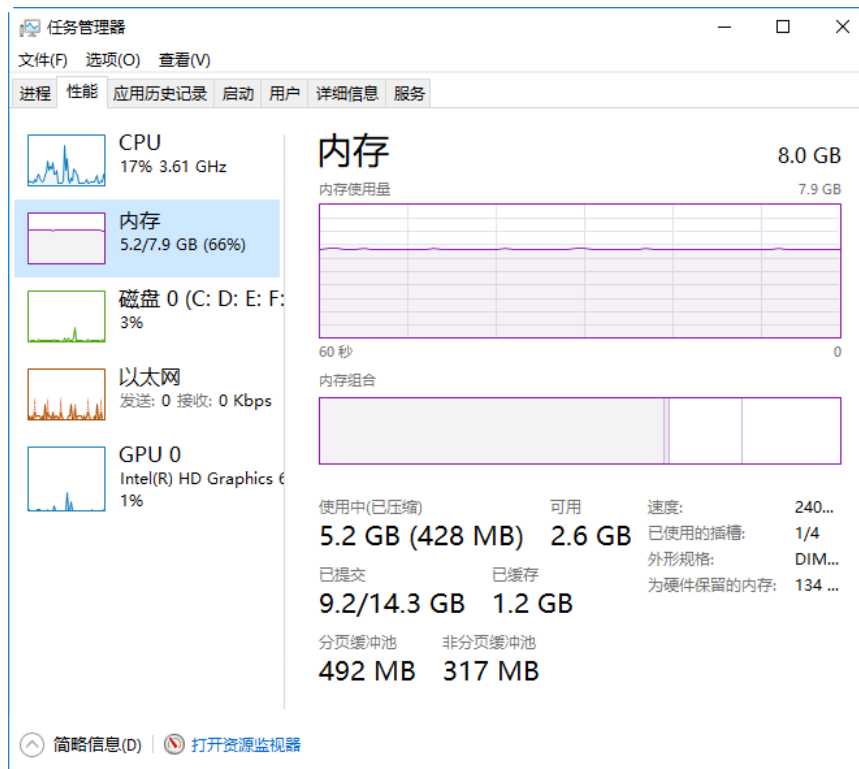 任务管理器
文件(F) 选项(O) 查看(V)
进程 性能 应用历史记录 启动 用户 详细信息 服务
CPU
17% 3.61 GHz
内存
5.2/7.9 GB (66%)
磁盘 0 (C: D: E: F:
3%
以太网
发送: 0 接收: 0 Kbps
GPU 0
Intel(R) HD Graphics 6
1%
内存
8.0 GB
内存使用量
7.9 GB
60 秒
0
内存组合
使用中(已压缩)
5.2 GB (428 MB)
可用
2.6 GB
已提交
9.2/14.3 GB
已缓存
1.2 GB
分页缓冲池
492 MB
非分页缓冲池
317 MB
速度: 240...
已使用的插槽: 1/4
外形规格: DIM...
为硬件保留的内存: 134 ...
简略信息(D)
打开资源监视器